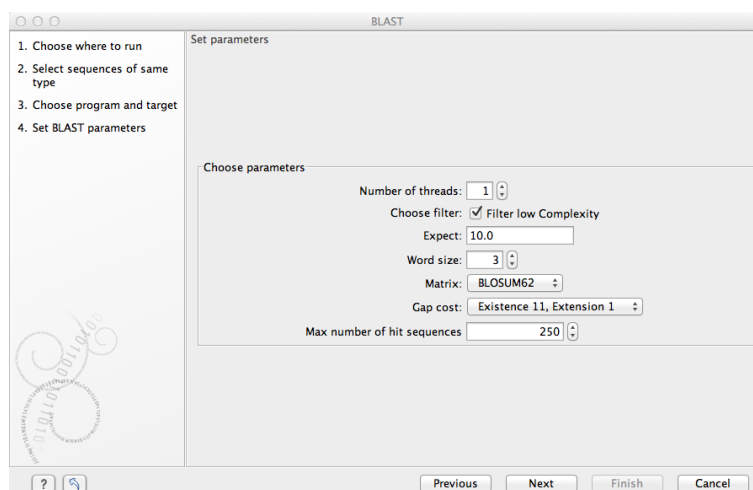 BLAST
1. Choose where to run
2. Select sequences of same
type
3. Choose program and target
4. Set BLAST parameters
Set parameters
Choose parameters
Number of threads: 1
Choose filter: Filter low Complexity
Expect: 10.0
Word size: 3
Matrix: BLOSUM62
Gap cost: Existence 11, Extension 1
Max number of hit sequences 250
? Previous Next Finish Cancel